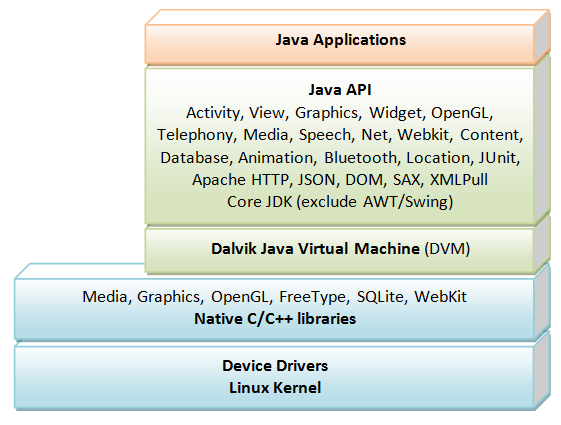 Java Applications
Java API
Activity, View, Graphics, Widget, OpenGL,
Telephony, Media, Speech, Net, Webkit, Content,
Database, Animation, Bluetooth, Location, JUnit,
Apache HTTP, JSON, DOM, SAX, XMLPull
Core JDK (exclude AWT/Swing)
Dalvik Java Virtual Machine (DVM)
Media, Graphics, OpenGL, FreeType, SQLite, WebKit
Native C/C++ libraries
Device Drivers
Linux Kernel